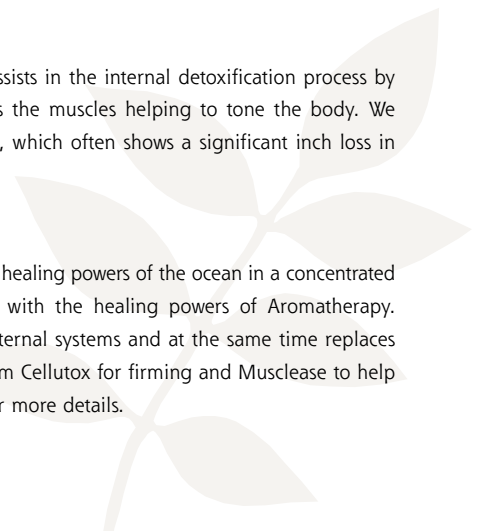 ssists in the internal detoxification process by
s the muscles helping to tone the body. We
, which often shows a significant inch loss in
healing powers of the ocean in a concentrated
with the healing powers of Aromatherapy.
ternal systems and at the same time replaces
m Cellutox for firming and Musclease to help
r more details.